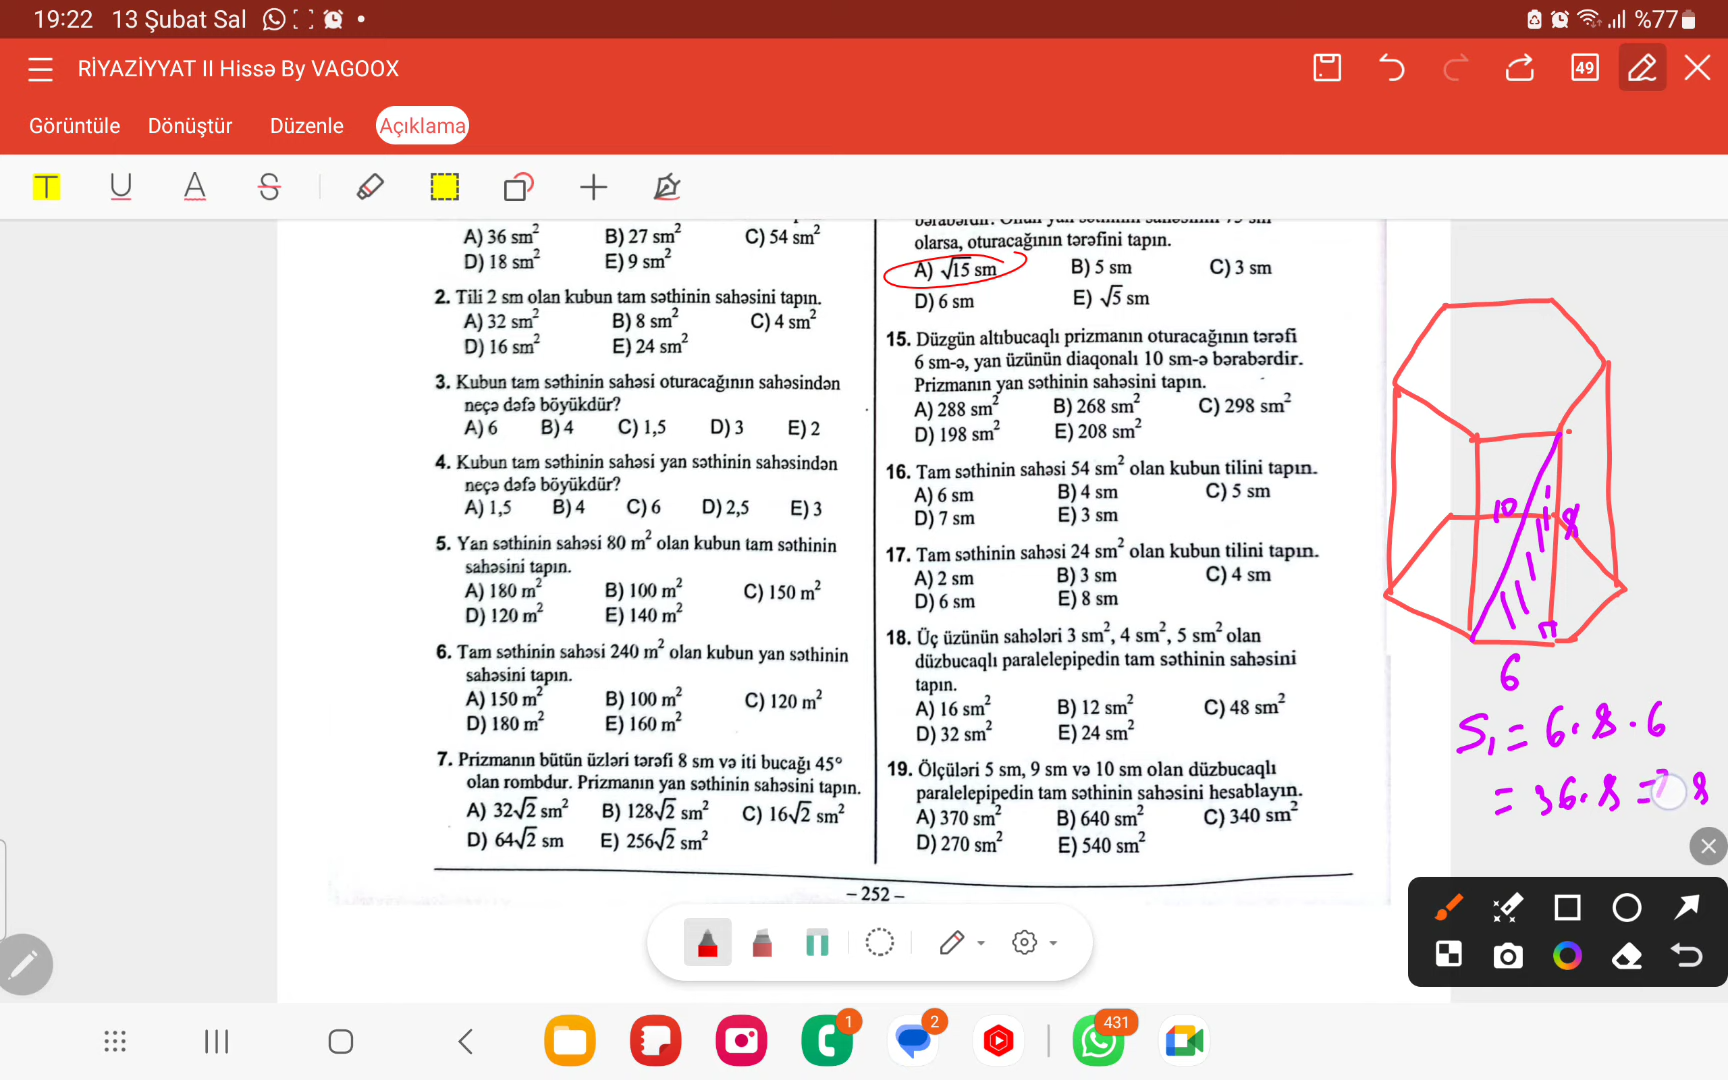 19:22 13 Şubat Sal %77
RİYAZİYYAT II Hissə By VAGOOX
49
Görüntüle Dönüştür Düzenle Açıklama
A) 36 sm² B) 27 sm² C) 54 sm²
D) 18 sm² E) 9 sm²
2. Tili 2 sm olan kubun tam səthinin sahəsini tapın.
A) 32 sm² B) 8 sm² C) 4 sm²
D) 16 sm² E) 24 sm²
3. Kubun tam səthinin sahəsi oturacağının sahəsindən
neçə dəfə böyükdür?
A) 6 B) 4 C) 1,5 D) 3 E) 2
4. Kubun tam səthinin sahəsi yan səthinin sahəsindən
neçə dəfə böyükdür?
A) 1,5 B) 4 C) 6 D) 2,5 E) 3
5. Yan səthinin sahəsi 80 m² olan kubun tam səthinin
sahəsini tapın.
A) 180 m² B) 100 m² C) 150 m²
D) 120 m² E) 140 m²
6. Tam səthinin sahəsi 240 m² olan kubun yan səthinin
sahəsini tapın.
A) 150 m² B) 100 m² C) 120 m²
D) 180 m² E) 160 m²
7. Prizmanın bütün üzləri tərəfi 8 sm və iti bucağı 45°
olan rombdur. Prizmanın yan səthinin sahəsini tapın.
A) 32√2 sm² B) 128√2 sm² C) 16√2 sm²
D) 64√2 sm E) 256√2 sm²
olarsa, oturacağının tərəfini tapın.
A) √15 sm B) 5 sm C) 3 sm
D) 6 sm E) √5 sm
15. Düzgün altıbucaqlı prizmanın oturacağının tərəfi
6 sm-ə, yan üzünün diaqonalı 10 sm-ə bərabərdir.
Prizmanın yan səthinin sahəsini tapın.
A) 288 sm² B) 268 sm² C) 298 sm²
D) 198 sm² E) 208 sm²
16. Tam səthinin sahəsi 54 sm² olan kubun tilini tapın.
A) 6 sm B) 4 sm C) 5 sm
D) 7 sm E) 3 sm
17. Tam səthinin sahəsi 24 sm² olan kubun tilini tapın.
A) 2 sm B) 3 sm C) 4 sm
D) 6 sm E) 8 sm
18. Üç üzünün sahələri 3 sm², 4 sm², 5 sm² olan
düzbucaqlı paralelepipedin tam səthinin sahəsini
tapın.
A) 16 sm² B) 12 sm² C) 48 sm²
D) 32 sm² E) 24 sm²
19. Ölçüləri 5 sm, 9 sm və 10 sm olan düzbucaqlı
paralelepipedin tam səthinin sahəsini hesablayın.
A) 370 sm² B) 640 sm² C) 340 sm²
D) 270 sm² E) 540 sm²
– 252 –
10 8
6
S₁ = 6·8·6
= 36·8 =
1 2 431